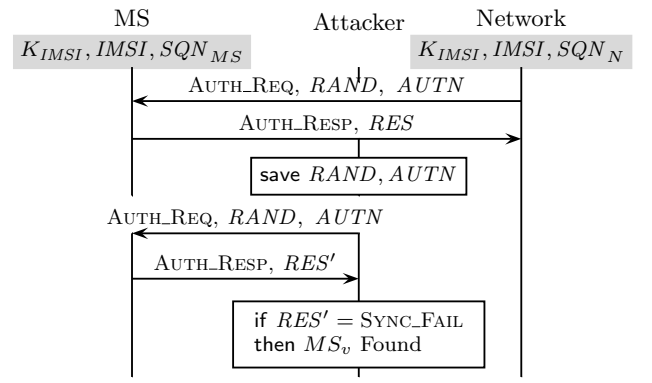 MS Attacker Network
K_IMSI, IMSI, SQN_MS K_IMSI, IMSI, SQN_N
AUTH_REQ, RAND, AUTN
AUTH_RESP, RES
save RAND, AUTN
AUTH_REQ, RAND, AUTN
AUTH_RESP, RES′
if RES′ = SYNC_FAIL
then MS_v Found